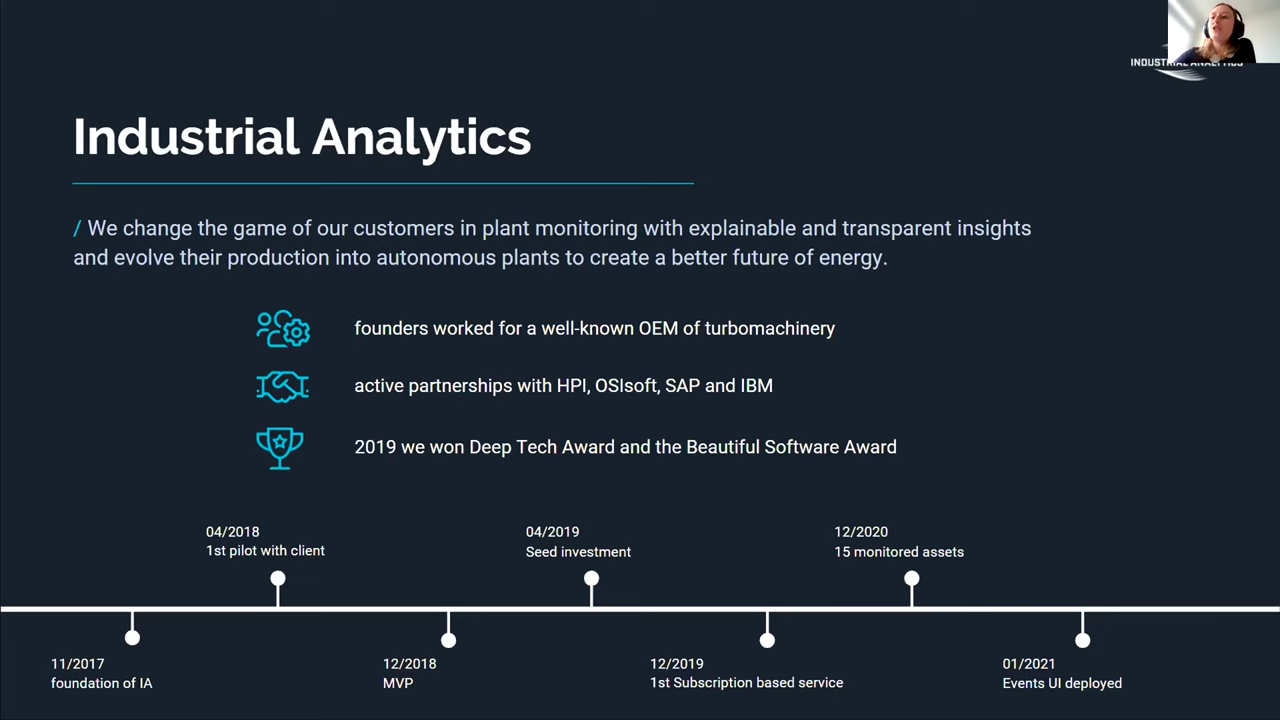 INDUSTRIAL ANALYTICS
Industrial Analytics
/ We change the game of our customers in plant monitoring with explainable and transparent insights
and evolve their production into autonomous plants to create a better future of energy.
founders worked for a well-known OEM of turbomachinery
active partnerships with HPI, OSIsoft, SAP and IBM
2019 we won Deep Tech Award and the Beautiful Software Award
04/2018
1st pilot with client
04/2019
Seed investment
12/2020
15 monitored assets
11/2017
foundation of IA
12/2018
MVP
12/2019
1st Subscription based service
01/2021
Events UI deployed